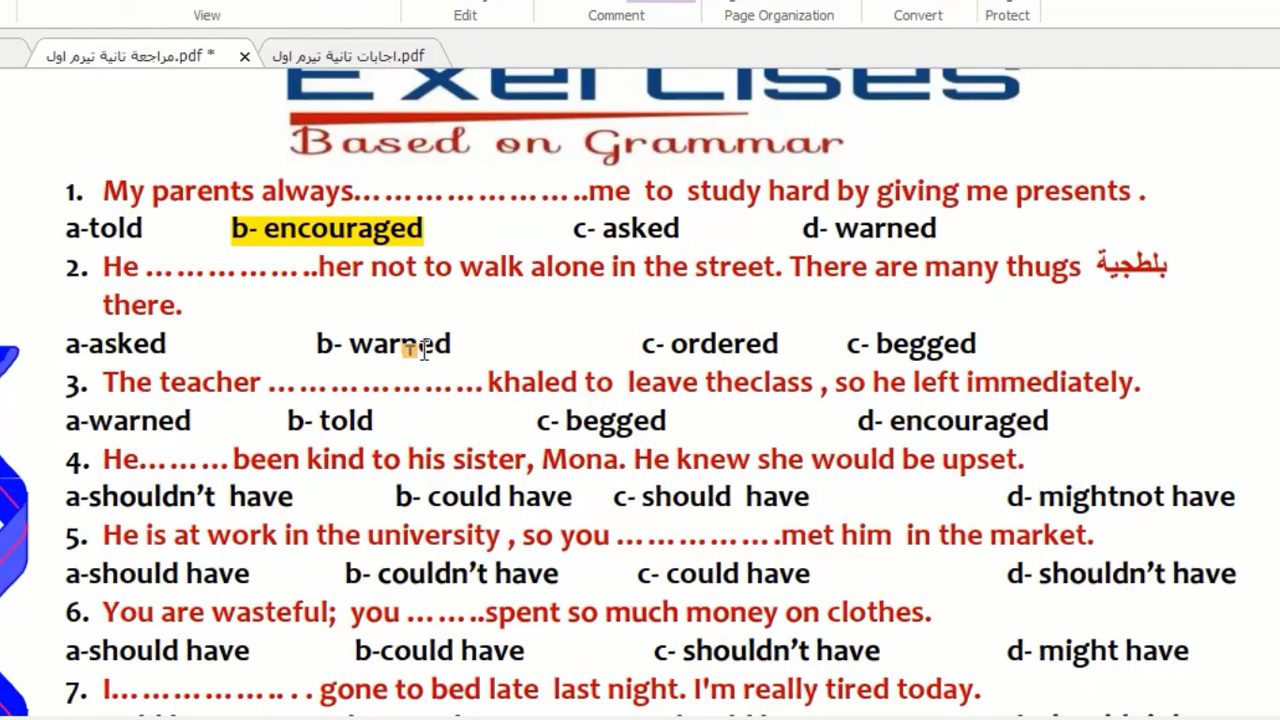 View
Edit
Comment
Page Organization
Convert
Protect
مراجعة ثانية تيرم اول.pdf *
اجابات ثانية تيرم اول.pdf
Exercises
Based on Grammar
1. My parents always…………………..me to study hard by giving me presents .
a-told b- encouraged c- asked d- warned
2. He ……………..her not to walk alone in the street. There are many thugs بلطجية
there.
a-asked b- warned c- ordered c- begged
3. The teacher ………………… khaled to leave theclass , so he left immediately.
a-warned b- told c- begged d- encouraged
4. He……… been kind to his sister, Mona. He knew she would be upset.
a-shouldn’t have b- could have c- should have d- mightnot have
5. He is at work in the university , so you …………….met him in the market.
a-should have b- couldn’t have c- could have d- shouldn’t have
6. You are wasteful; you ……..spent so much money on clothes.
a-should have b-could have c- shouldn’t have d- might have
7. I…………….. . . gone to bed late last night. I'm really tired today.